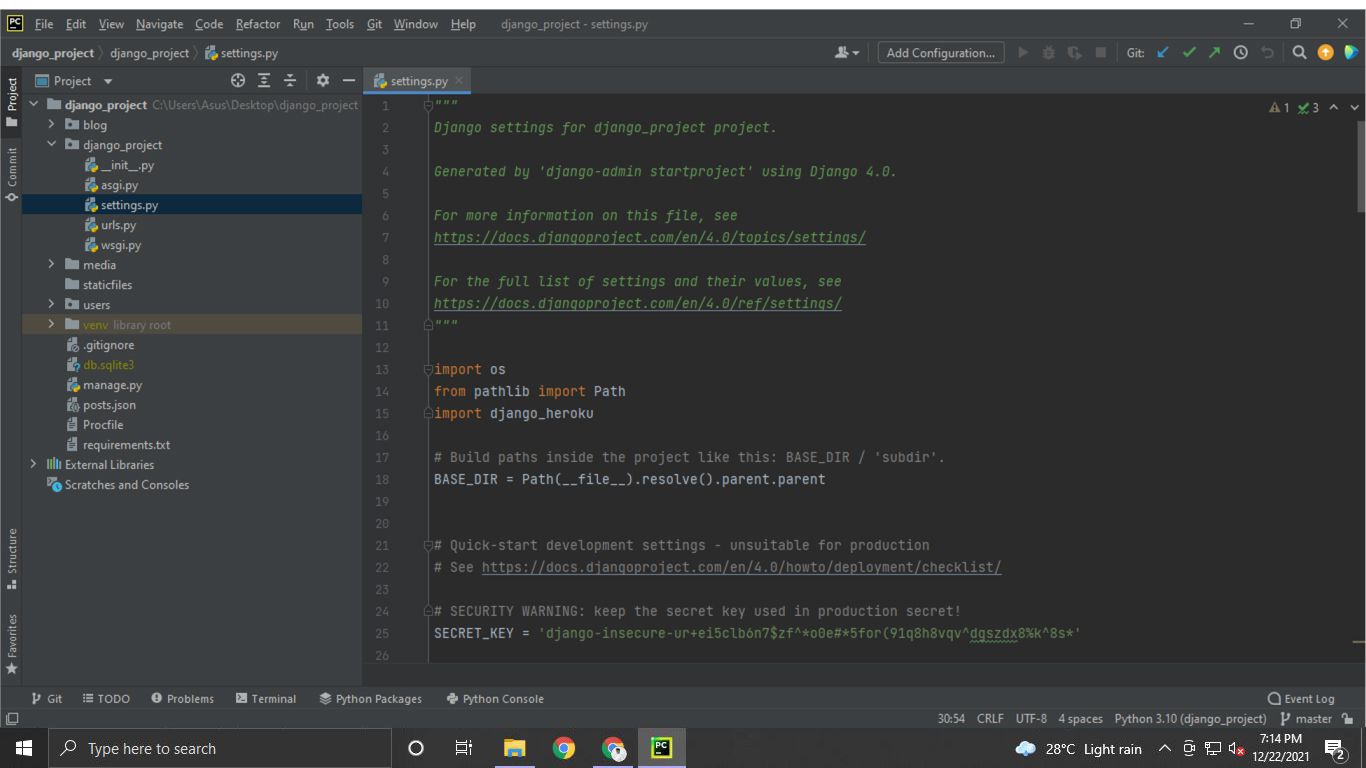 PC File Edit View Navigate Code Refactor Run Tools Git Window Help django_project - settings.py
django_project django_project settings.py Add Configuration... Git:
Project settings.py
Project
Commit
Structure
Favorites
django_project C:\Users\Asus\Desktop\django_project
blog
django_project
__init__.py
asgi.py
settings.py
urls.py
wsgi.py
media
staticfiles
users
venv library root
.gitignore
db.sqlite3
manage.py
posts.json
Procfile
requirements.txt
External Libraries
Scratches and Consoles
1 3
1 """
2 Django settings for django_project project.
3
4 Generated by 'django-admin startproject' using Django 4.0.
5
6 For more information on this file, see
7 https://docs.djangoproject.com/en/4.0/topics/settings/
8
9 For the full list of settings and their values, see
10 https://docs.djangoproject.com/en/4.0/ref/settings/
11 """
12
13 import os
14 from pathlib import Path
15 import django_heroku
16
17 # Build paths inside the project like this: BASE_DIR / 'subdir'.
18 BASE_DIR = Path(__file__).resolve().parent.parent
19
20
21 # Quick-start development settings - unsuitable for production
22 # See https://docs.djangoproject.com/en/4.0/howto/deployment/checklist/
23
24 # SECURITY WARNING: keep the secret key used in production secret!
25 SECRET_KEY = 'django-insecure-ur+ei5clb6n7$zf^*o0e#*5for(91q8h8vqv^dgszdx8%k^8s*'
26
Git TODO Problems Terminal Python Packages Python Console Event Log
30:54 CRLF UTF-8 4 spaces Python 3.10 (django_project) master
Type here to search PC 28°C Light rain 7:14 PM
12/22/2021 2